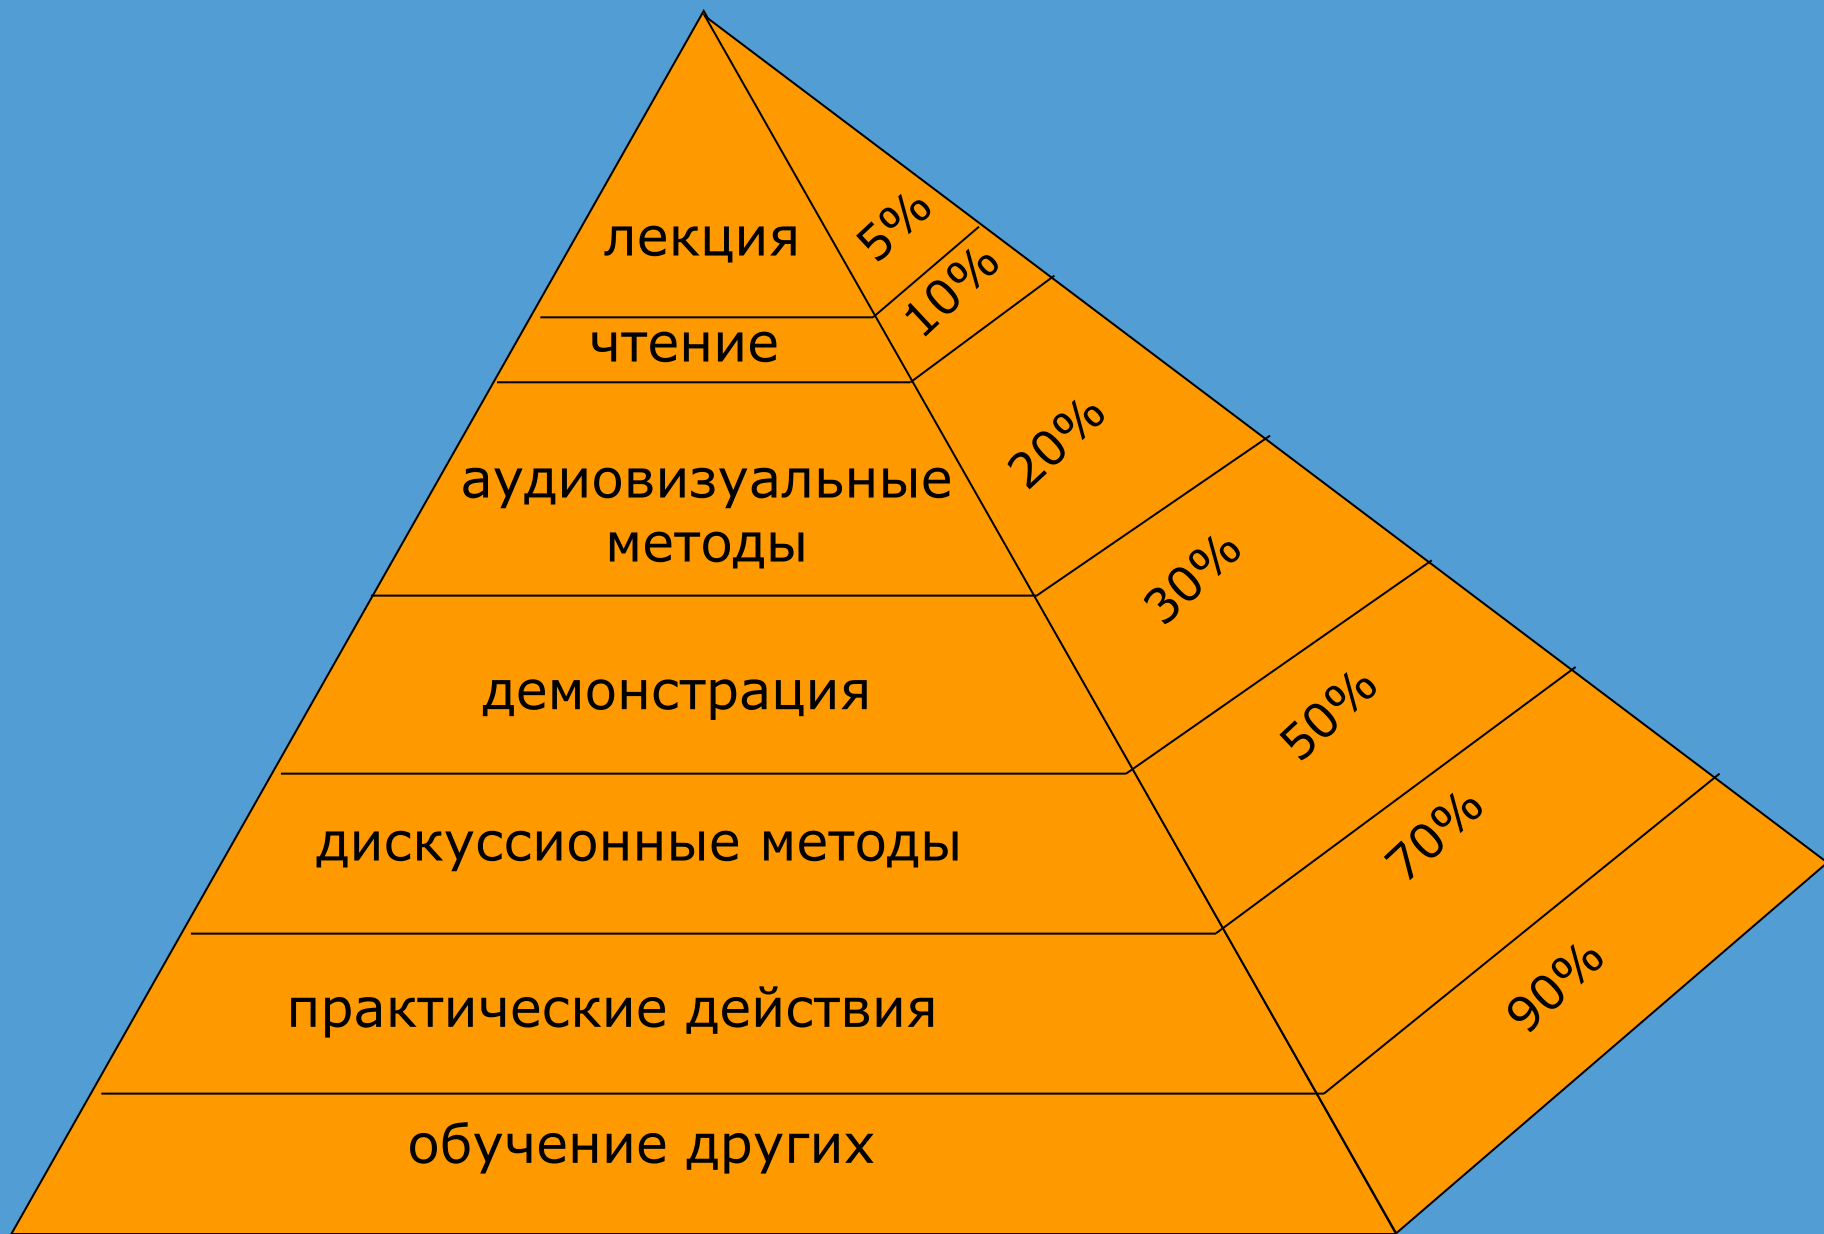 лекция
5%
чтение
10%
аудиовизуальные
методы
20%
демонстрация
30%
дискуссионные методы
50%
практические действия
70%
обучение других
90%